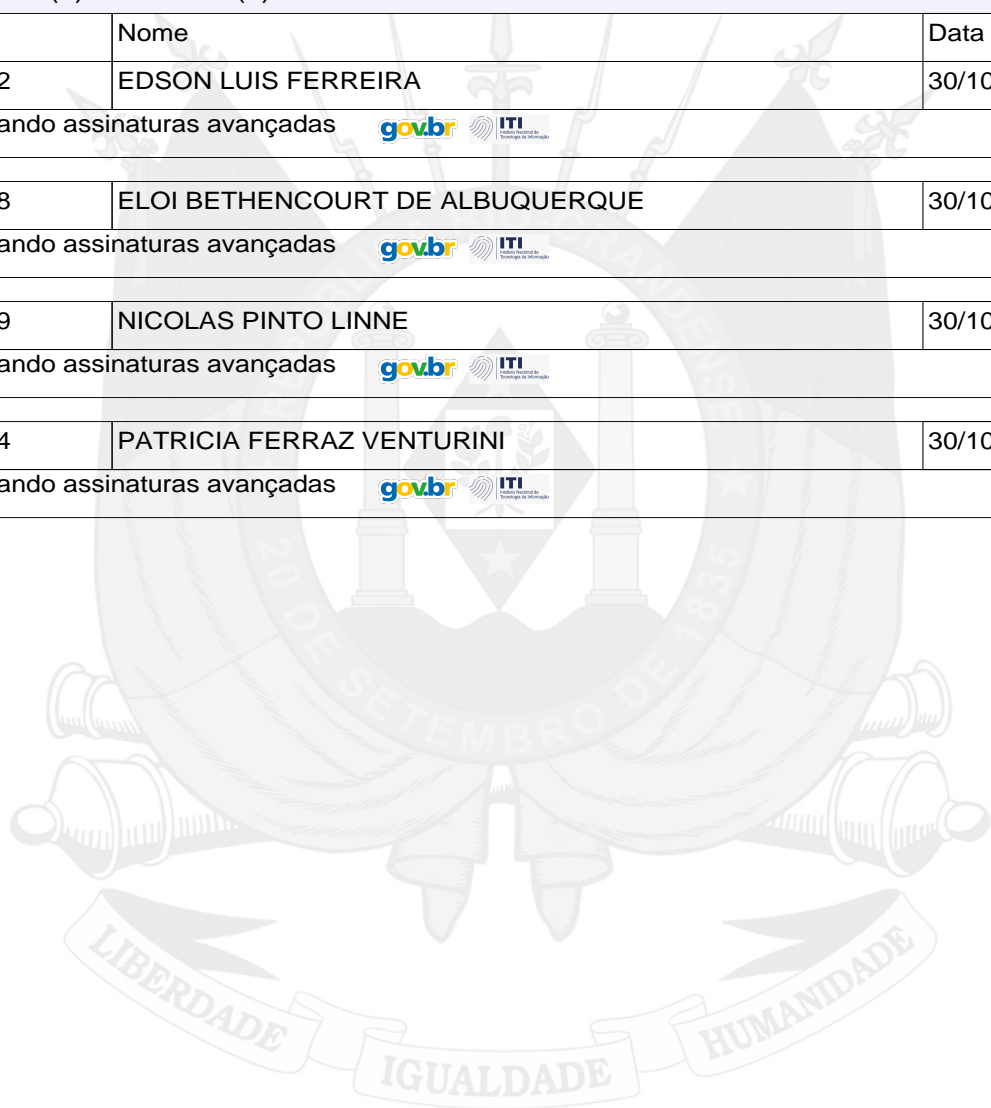 Nome Data
2 EDSON LUIS FERREIRA 30/10
ando assinaturas avançadas gov.br ITI
8 ELOI BETHENCOURT DE ALBUQUERQUE 30/10
ando assinaturas avançadas gov.br ITI
9 NICOLAS PINTO LINNE 30/10
ando assinaturas avançadas gov.br ITI
4 PATRICIA FERRAZ VENTURINI 30/10
ando assinaturas avançadas gov.br ITI
20 DE SETEMBRO DE 1835
LIBERDADE IGUALDADE HUMANIDADE